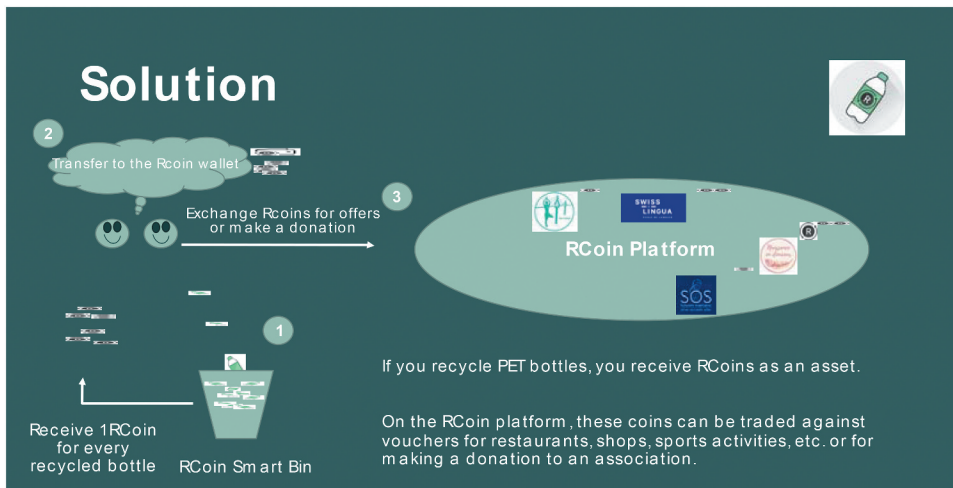 Solution
2
Transfer to the Rcoin wallet
Exchange Rcoins for offers
or make a donation
3
SWISS
LINGUA
RCoin Platform
R
SOS
1
Receive 1RCoin
for every
recycled bottle
RCoin Smart Bin
If you recycle PET bottles, you receive RCoins as an asset.
On the RCoin platform, these coins can be traded against
vouchers for restaurants, shops, sports activities, etc. or for
making a donation to an association.